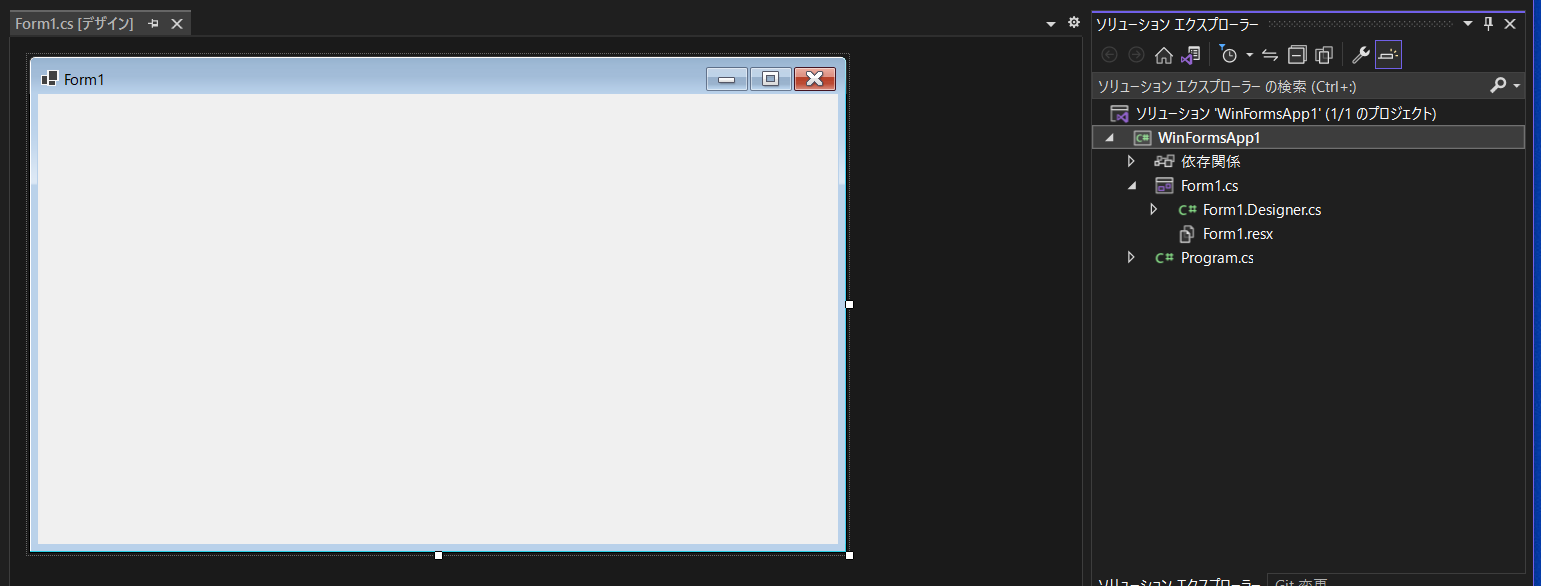 Form1.cs [デザイン]
Form1
ソリューション エクスプローラー
ソリューション エクスプローラー の検索 (Ctrl+:)
ソリューション 'WinFormsApp1' (1/1 のプロジェクト)
C# WinFormsApp1
依存関係
Form1.cs
C# Form1.Designer.cs
Form1.resx
C# Program.cs
ソリューション エクスプローラー
Git 変更